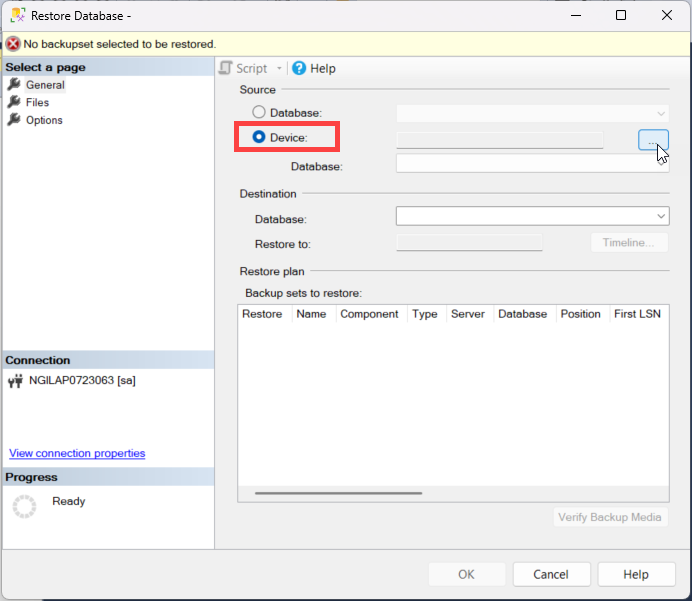 Restore Database -
No backupset selected to be restored.
Select a page
General
Files
Options
Connection
NGILAP0723063 [sa]
View connection properties
Progress
Ready
Script
Help
Source
Database:
Device:
...
Database:
Destination
Database:
Restore to:
Timeline...
Restore plan
Backup sets to restore:
Restore Name Component Type Server Database Position First LSN
Verify Backup Media
OK Cancel Help